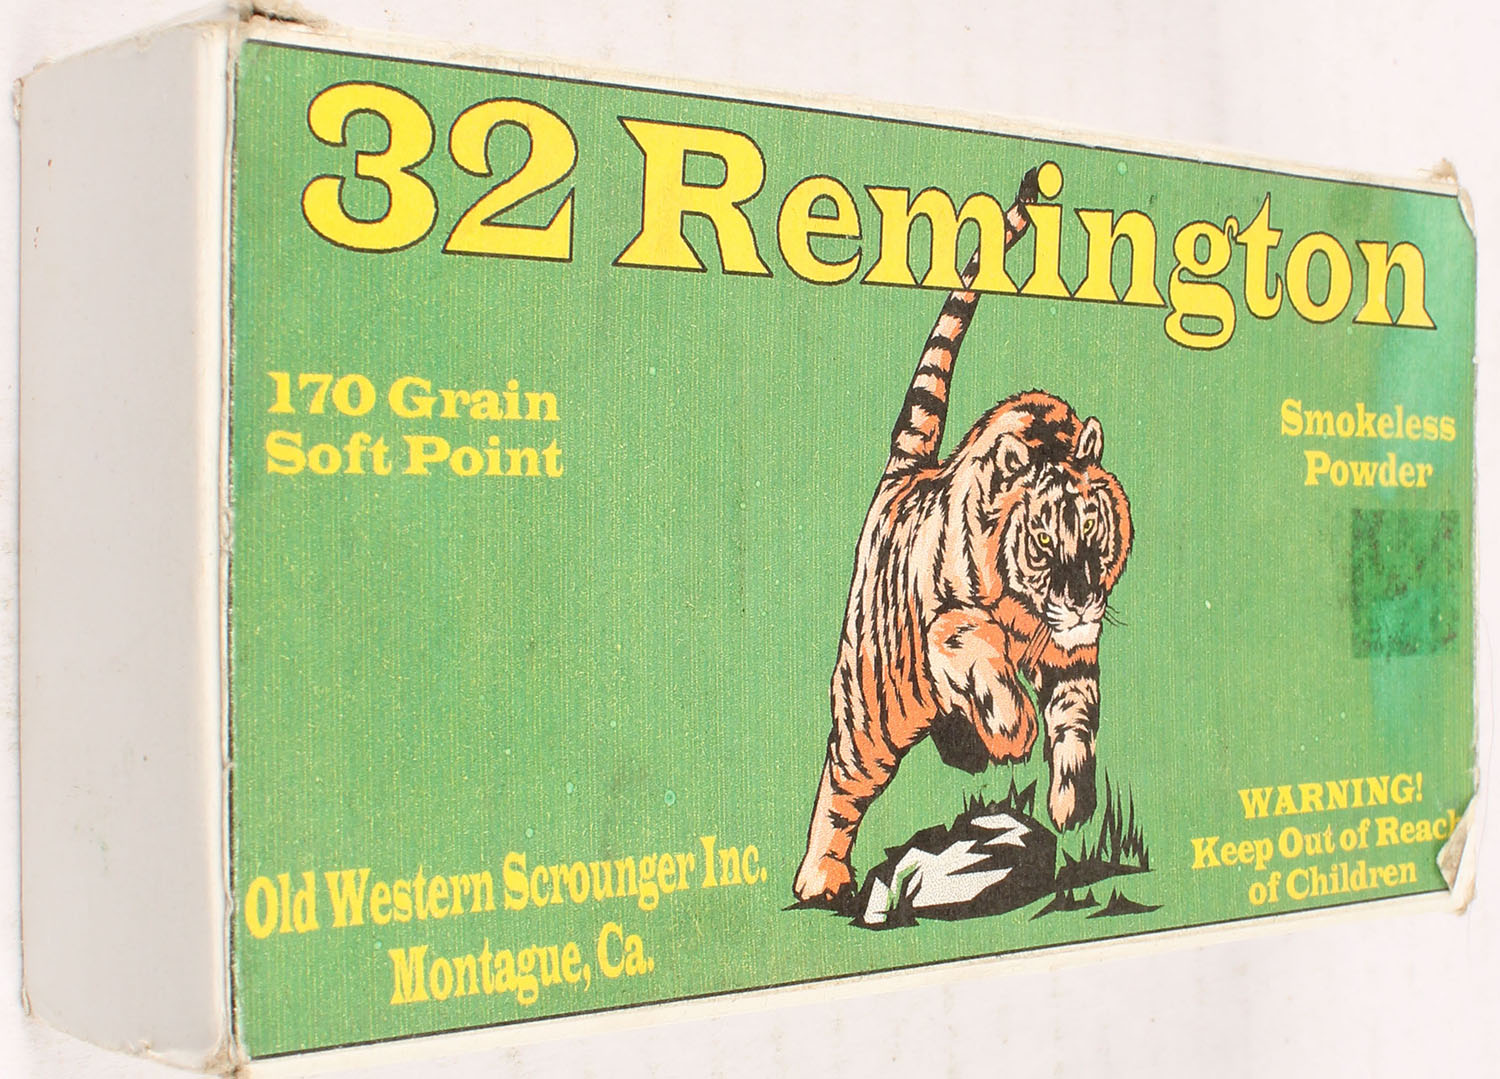 32 Remington
170 Grain
Soft Point
Smokeless
Powder
Old Western Scrounger Inc.
Montague, Ca.
WARNING!
Keep Out of Reach
of Children